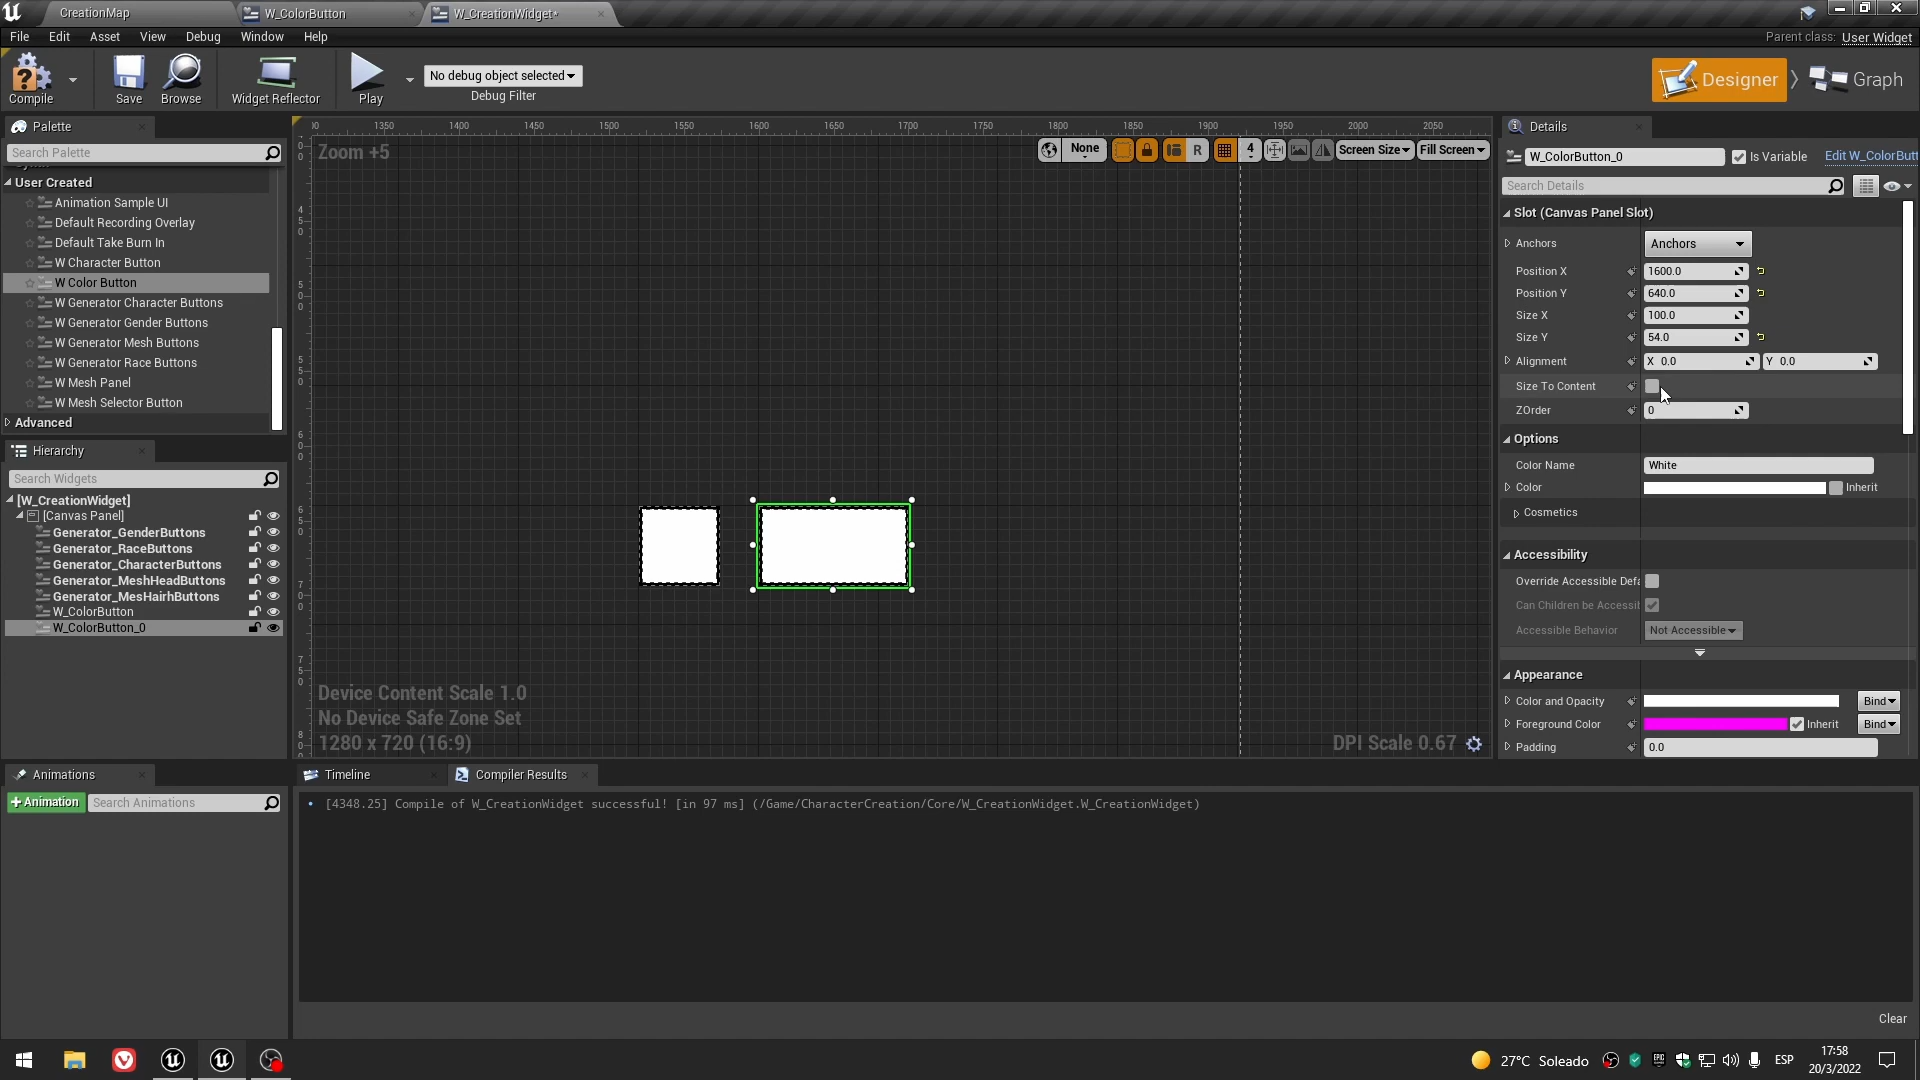 CreationMap
W_ColorButton
W_CreationWidget*
File Edit Asset View Debug Window Help
Parent class: User Widget
Compile
Save
Browse
Widget Reflector
Play
No debug object selected
Debug Filter
Designer
Graph
Palette
Search Palette
User Created
Animation Sample UI
Default Recording Overlay
Default Take Burn In
W Character Button
W Color Button
W Generator Character Buttons
W Generator Gender Buttons
W Generator Mesh Buttons
W Generator Race Buttons
W Mesh Panel
W Mesh Selector Button
Advanced
Hierarchy
Search Widgets
[W_CreationWidget]
[Canvas Panel]
Generator_GenderButtons
Generator_RaceButtons
Generator_CharacterButtons
Generator_MeshHeadButtons
Generator_MesHairhButtons
W_ColorButton
W_ColorButton_0
Animations
+Animation
Search Animations
1350 1400 1450 1500 1550 1600 1650 1700 1750 1800 1850 1900 1950 2000 2050
Zoom +5
None
R
4
Screen Size
Fill Screen
Device Content Scale 1.0
No Device Safe Zone Set
1280 x 720 (16:9)
DPI Scale 0.67
Timeline
Compiler Results
[4348.25] Compile of W_CreationWidget successful! [in 97 ms] (/Game/CharacterCreation/Core/W_CreationWidget.W_CreationWidget)
Clear
Details
W_ColorButton_0
Is Variable
Edit W_ColorButt
Search Details
Slot (Canvas Panel Slot)
Anchors Anchors
Position X 1600.0
Position Y 640.0
Size X 100.0
Size Y 54.0
Alignment X 0.0 Y 0.0
Size To Content
ZOrder 0
Options
Color Name White
Color Inherit
Cosmetics
Accessibility
Override Accessible Defa
Can Children be Accessit
Accessible Behavior Not Accessible
Appearance
Color and Opacity Bind
Foreground Color Inherit Bind
Padding 0.0
27°C Soleado
ESP
17:58
20/3/2022